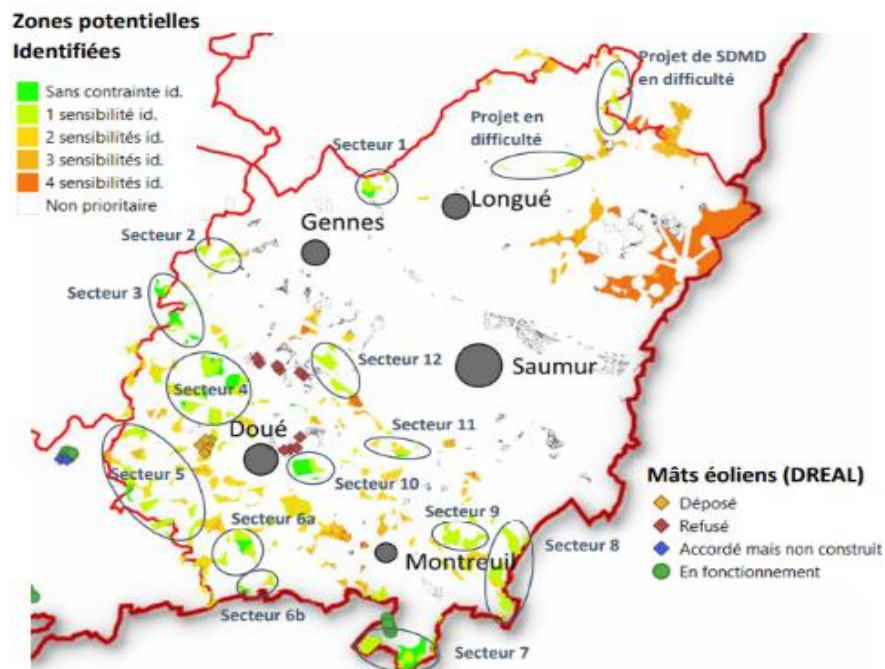 Zones potentielles
Identifiées
Sans contrainte id.
1 sensibilité id.
2 sensibilités id.
3 sensibilités id.
4 sensibilités id.
Non prioritaire
Projet de SDMD
en difficulté
Projet en
difficulté
Secteur 1
Longué
Gennes
Secteur 2
Secteur 3
Secteur 12
Saumur
Secteur 4
Secteur 11
Doué
Secteur 5
Secteur 10
Mâts éoliens (DREAL)
Déposé
Refusé
Accordé mais non construit
En fonctionnement
Secteur 6a
Secteur 9
Secteur 8
Montreuil
Secteur 6b
Secteur 7